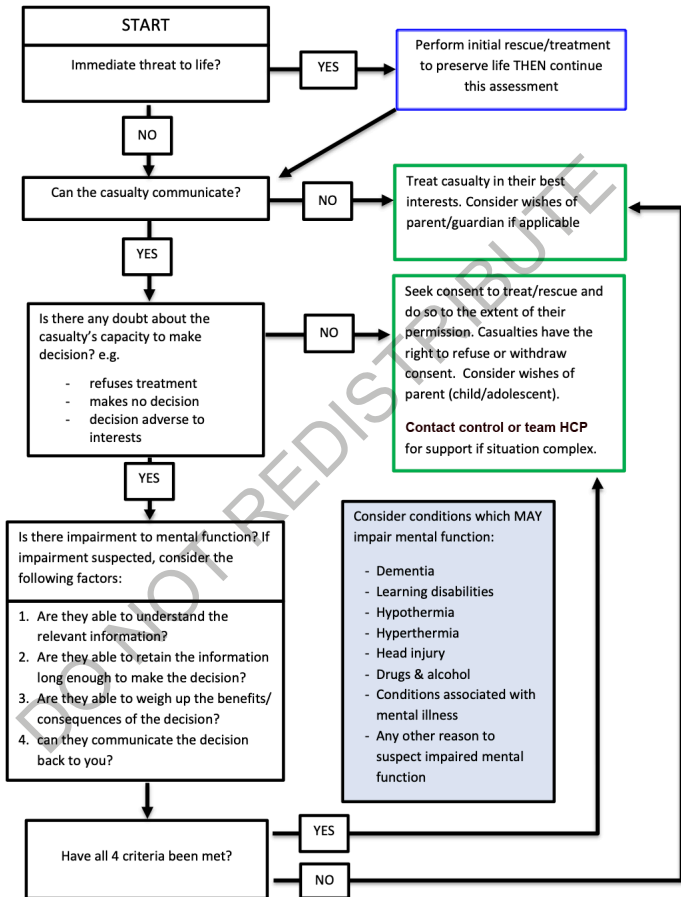 START
Immediate threat to life?
YES
Perform initial rescue/treatment
to preserve life THEN continue
this assessment
NO
Can the casualty communicate?
NO
Treat casualty in their best
interests. Consider wishes of
parent/guardian if applicable
YES
Is there any doubt about the
casualty's capacity to make
decision? e.g.
- refuses treatment
- makes no decision
- decision adverse to
interests
NO
Seek consent to treat/rescue and
do so to the extent of their
permission. Casualties have the
right to refuse or withdraw
consent. Consider wishes of
parent (child/adolescent).
Contact control or team HCP
for support if situation complex.
YES
Is there impairment to mental function? If
impairment suspected, consider the
following factors:
1. Are they able to understand the
relevant information?
2. Are they able to retain the information
long enough to make the decision?
3. Are they able to weigh up the benefits/
consequences of the decision?
4. can they communicate the decision
back to you?
Consider conditions which MAY
impair mental function:
- Dementia
- Learning disabilities
- Hypothermia
- Hyperthermia
- Head injury
- Drugs & alcohol
- Conditions associated with
mental illness
- Any other reason to
suspect impaired mental
function
Have all 4 criteria been met?
YES
NO
DO NOT REDISTRIBUTE